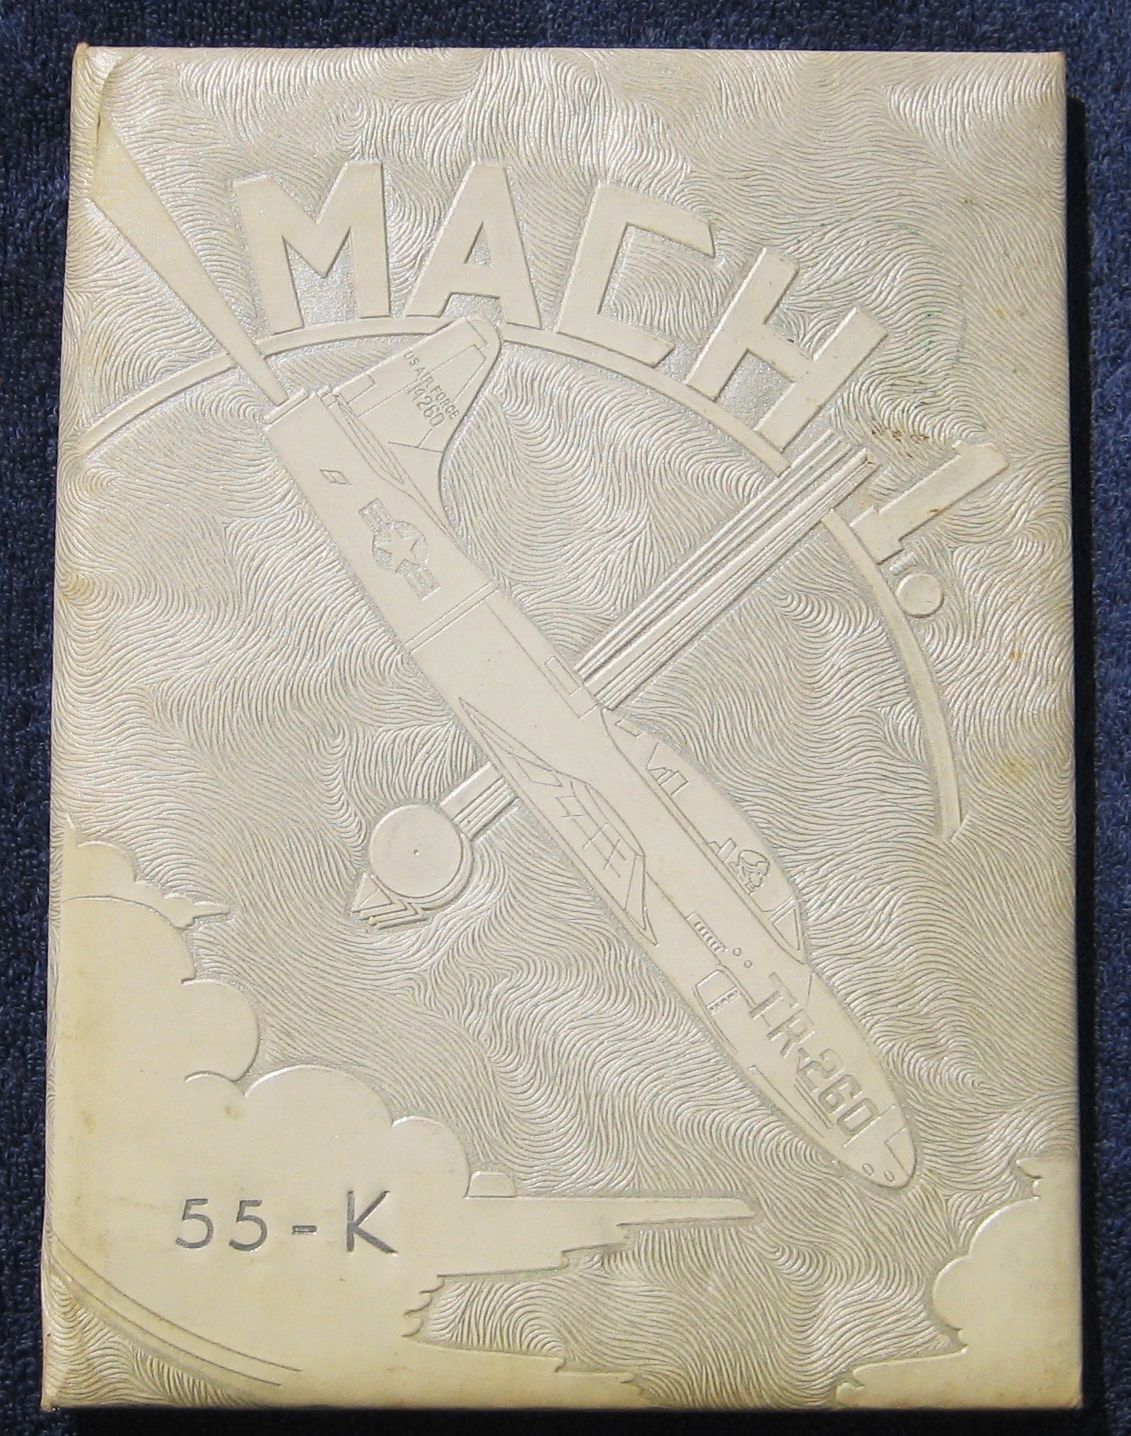 MACH 1.
US AIR FORCE
14260
TR-260
55-K